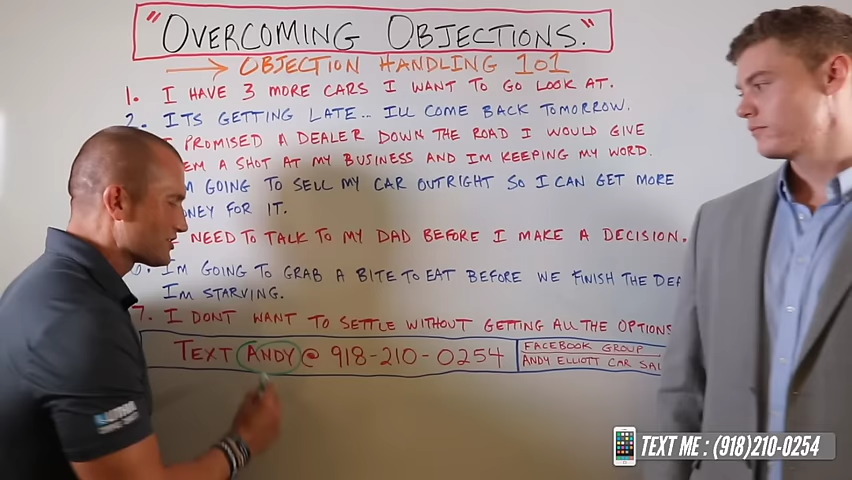 "OVERCOMING OBJECTIONS."
OBJECTION HANDLING 101
1. I HAVE 3 MORE CARS I WANT TO GO LOOK AT.
2. ITS GETTING LATE... ILL COME BACK TOMORROW.
PROMISED A DEALER DOWN THE ROAD I WOULD GIVE
EM A SHOT AT MY BUSINESS AND IM KEEPING MY WORD.
M GOING TO SELL MY CAR OUTRIGHT SO I CAN GET MORE
ONEY FOR IT.
NEED TO TALK TO MY DAD BEFORE I MAKE A DECISION.
6. IM GOING TO GRAB A BITE TO EAT BEFORE WE FINISH THE DEA
IM STARVING.
7. I DONT WANT TO SETTLE WITHOUT GETTING ALL THE OPTIONS
TEXT ANDY @ 918-210-0254
FACEBOOK GROUP
ANDY ELLIOTT CAR SAL
TEXT ME : (918)210-0254